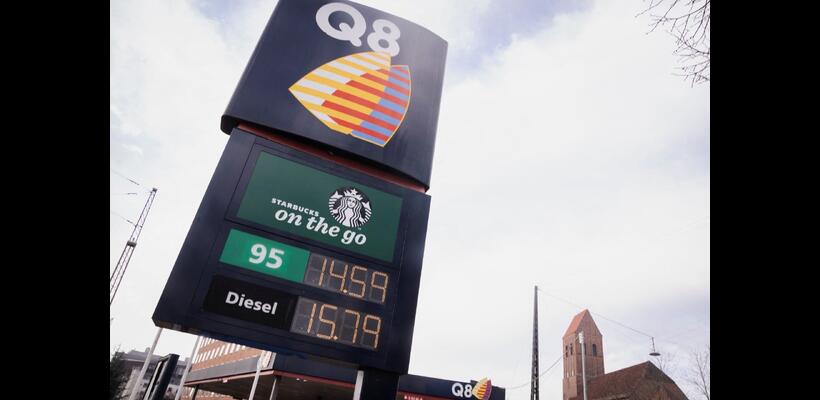 Q8
STARBUCKS
on the go
95 14.59
Diesel 15.79
Q8